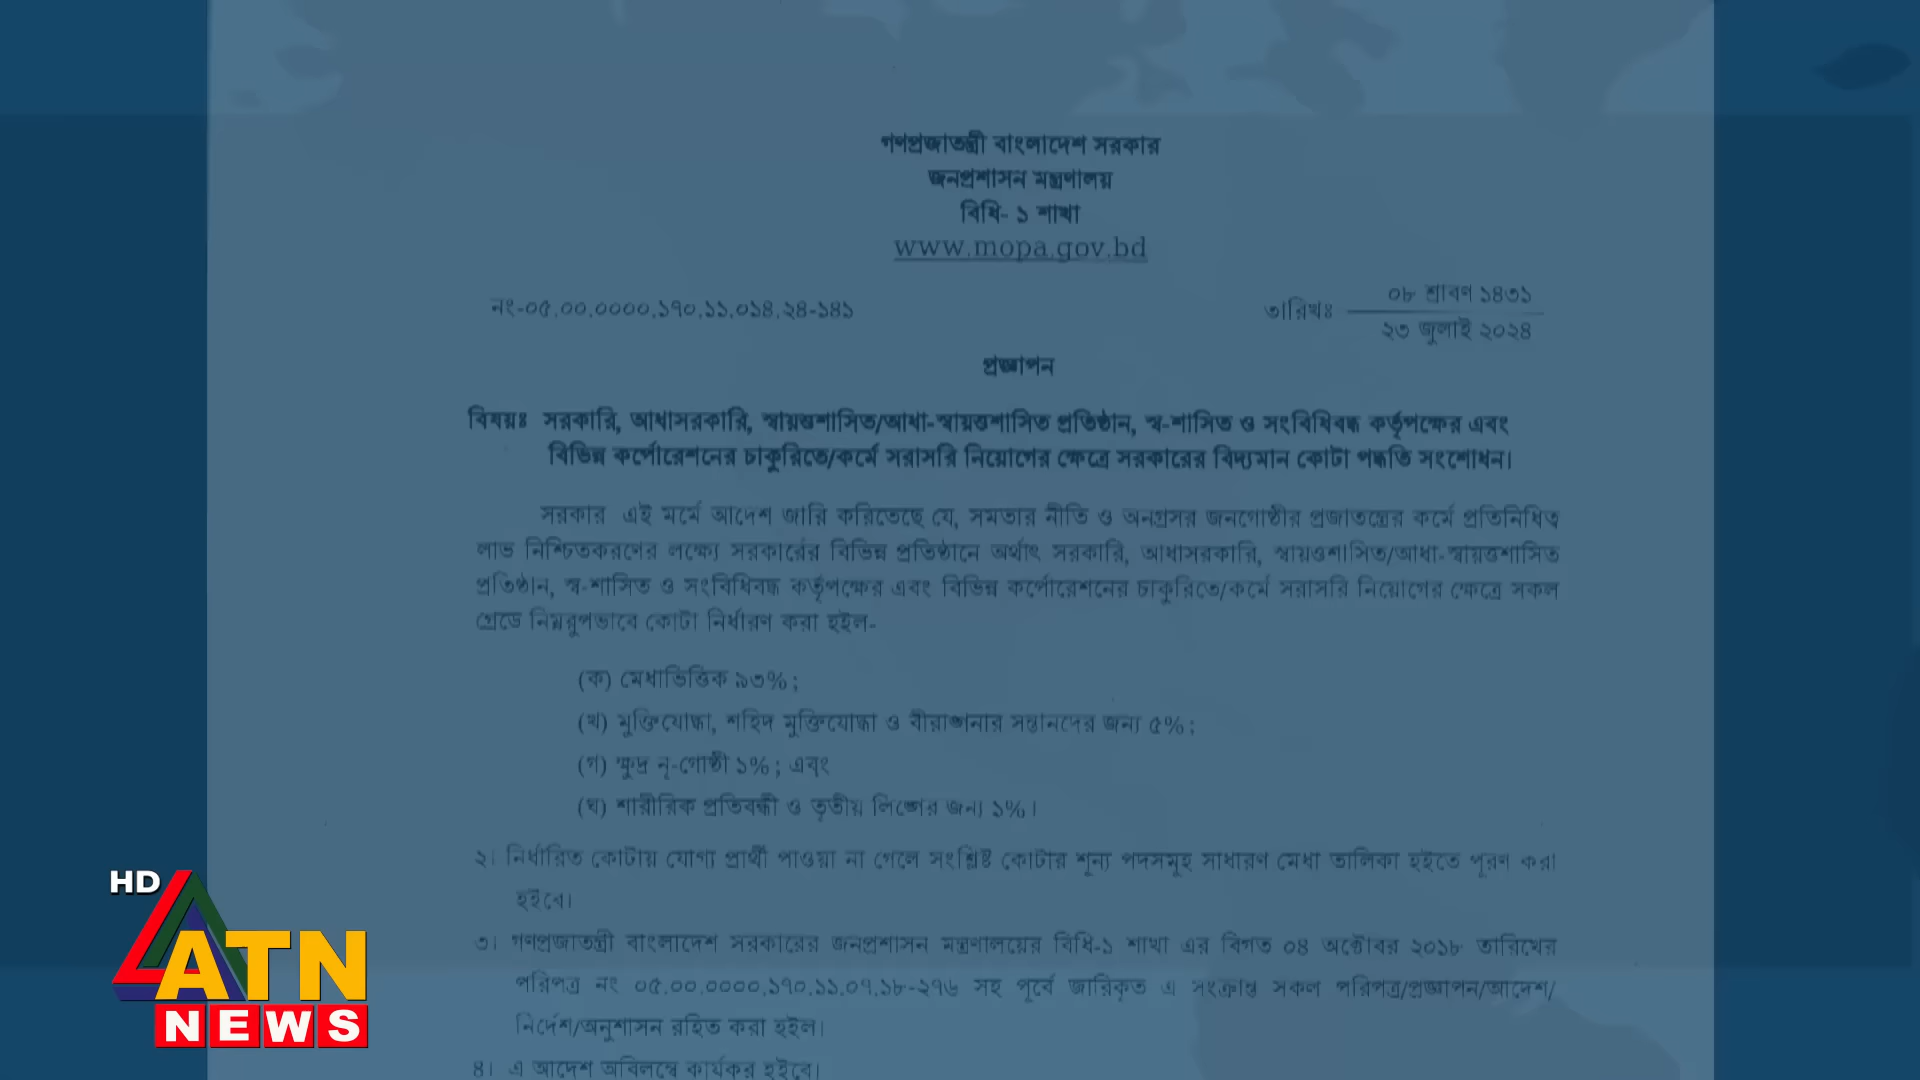 গণপ্রজাতন্ত্রী বাংলাদেশ সরকার
জনপ্রশাসন মন্ত্রণালয়
বিধি- ১ শাখা
www.mopa.gov.bd
নং-০৫.০০.০০০০.১৭০.১১.০১৪.২৪-১৪১
তারিখঃ ০৮ শ্রাবণ ১৪৩১
২৩ জুলাই ২০২৪
প্রজ্ঞাপন
বিষয়ঃ সরকারি, আধাসরকারি, স্বায়ত্তশাসিত/আধা-স্বায়ত্তশাসিত প্রতিষ্ঠান, স্ব-শাসিত ও সংবিধিবদ্ধ কর্তৃপক্ষের এবং
বিভিন্ন কর্পোরেশনের চাকুরিতে/কর্মে সরাসরি নিয়োগের ক্ষেত্রে সরকারের বিদ্যমান কোটা পদ্ধতি সংশোধন।
সরকার এই মর্মে আদেশ জারি করিতেছে যে, সমতার নীতি ও অনগ্রসর জনগোষ্ঠীর প্রজাতন্ত্রের কর্মে প্রতিনিধিত্ব
লাভ নিশ্চিতকরণের লক্ষ্যে সরকারের বিভিন্ন প্রতিষ্ঠানে অর্থাৎ সরকারি, আধাসরকারি, স্বায়ত্তশাসিত/আধা-স্বায়ত্তশাসিত
প্রতিষ্ঠান, স্ব-শাসিত ও সংবিধিবদ্ধ কর্তৃপক্ষের এবং বিভিন্ন কর্পোরেশনের চাকুরিতে/কর্মে সরাসরি নিয়োগের ক্ষেত্রে সকল
গ্রেডে নিম্নরূপভাবে কোটা নির্ধারণ করা হইল-
(ক) মেধাভিত্তিক ৯৩% ;
(খ) মুক্তিযোদ্ধা, শহিদ মুক্তিযোদ্ধা ও বীরাঙ্গনার সন্তানদের জন্য ৫% ;
(গ) ক্ষুদ্র নৃ-গোষ্ঠী ১% ; এবং
(ঘ) শারীরিক প্রতিবন্ধী ও তৃতীয় লিঙ্গের জন্য ১% ।
২। নির্ধারিত কোটায় যোগ্য প্রার্থী পাওয়া না গেলে সংশ্লিষ্ট কোটার শূন্য পদসমূহ সাধারণ মেধা তালিকা হইতে পূরণ করা
হইবে।
৩। গণপ্রজাতন্ত্রী বাংলাদেশ সরকারের জনপ্রশাসন মন্ত্রণালয়ের বিধি-১ শাখা এর বিগত ০৪ অক্টোবর ২০১৮ তারিখের
পরিপত্র নং ০৫.০০.০০০০.১৭০.১১.০৭.১৮-২৭৬ সহ পূর্বে জারিকৃত এ সংক্রান্ত সকল পরিপত্র/প্রজ্ঞাপন/আদেশ/
নির্দেশ/অনুশাসন রহিত করা হইল।
৪। এ আদেশ অবিলম্বে কার্যকর হইবে।
HD
ATN
NEWS